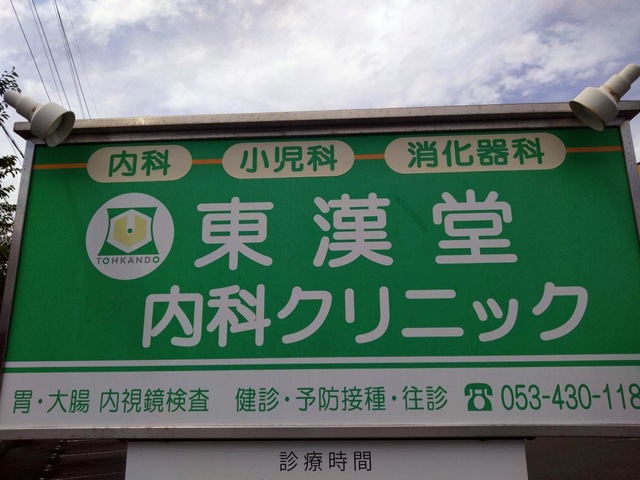 内科 小児科 消化器科
TOHKANDO
東漢堂
内科クリニック
胃・大腸 内視鏡検査 健診・予防接種・往診 ☎053-430-118
診療時間